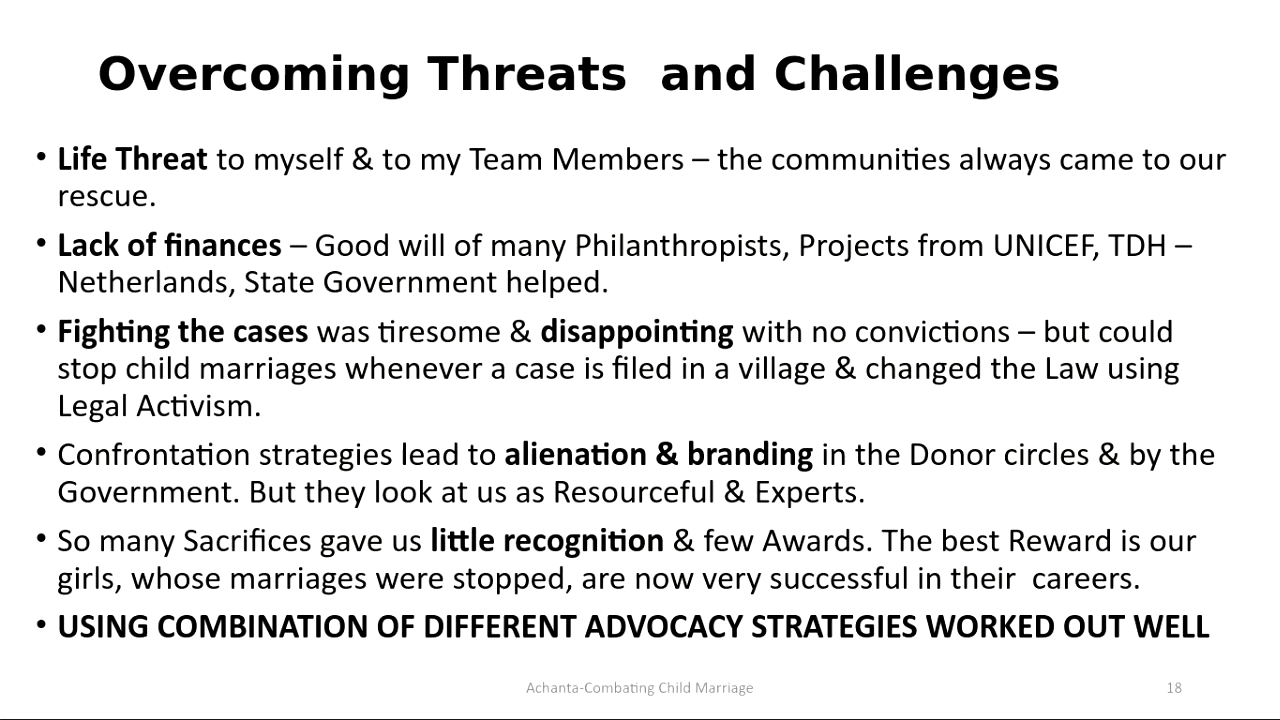 Overcoming Threats  and Challenges
• Life Threat to myself & to my Team Members – the communities always came to our
rescue.
• Lack of finances – Good will of many Philanthropists, Projects from UNICEF, TDH –
Netherlands, State Government helped.
• Fighting the cases was tiresome & disappointing with no convictions – but could
stop child marriages whenever a case is filed in a village & changed the Law using
Legal Activism.
• Confrontation strategies lead to alienation & branding in the Donor circles & by the
Government. But they look at us as Resourceful & Experts.
• So many Sacrifices gave us little recognition & few Awards. The best Reward is our
girls, whose marriages were stopped, are now very successful in their  careers.
• USING COMBINATION OF DIFFERENT ADVOCACY STRATEGIES WORKED OUT WELL
Achanta-Combating Child Marriage
18